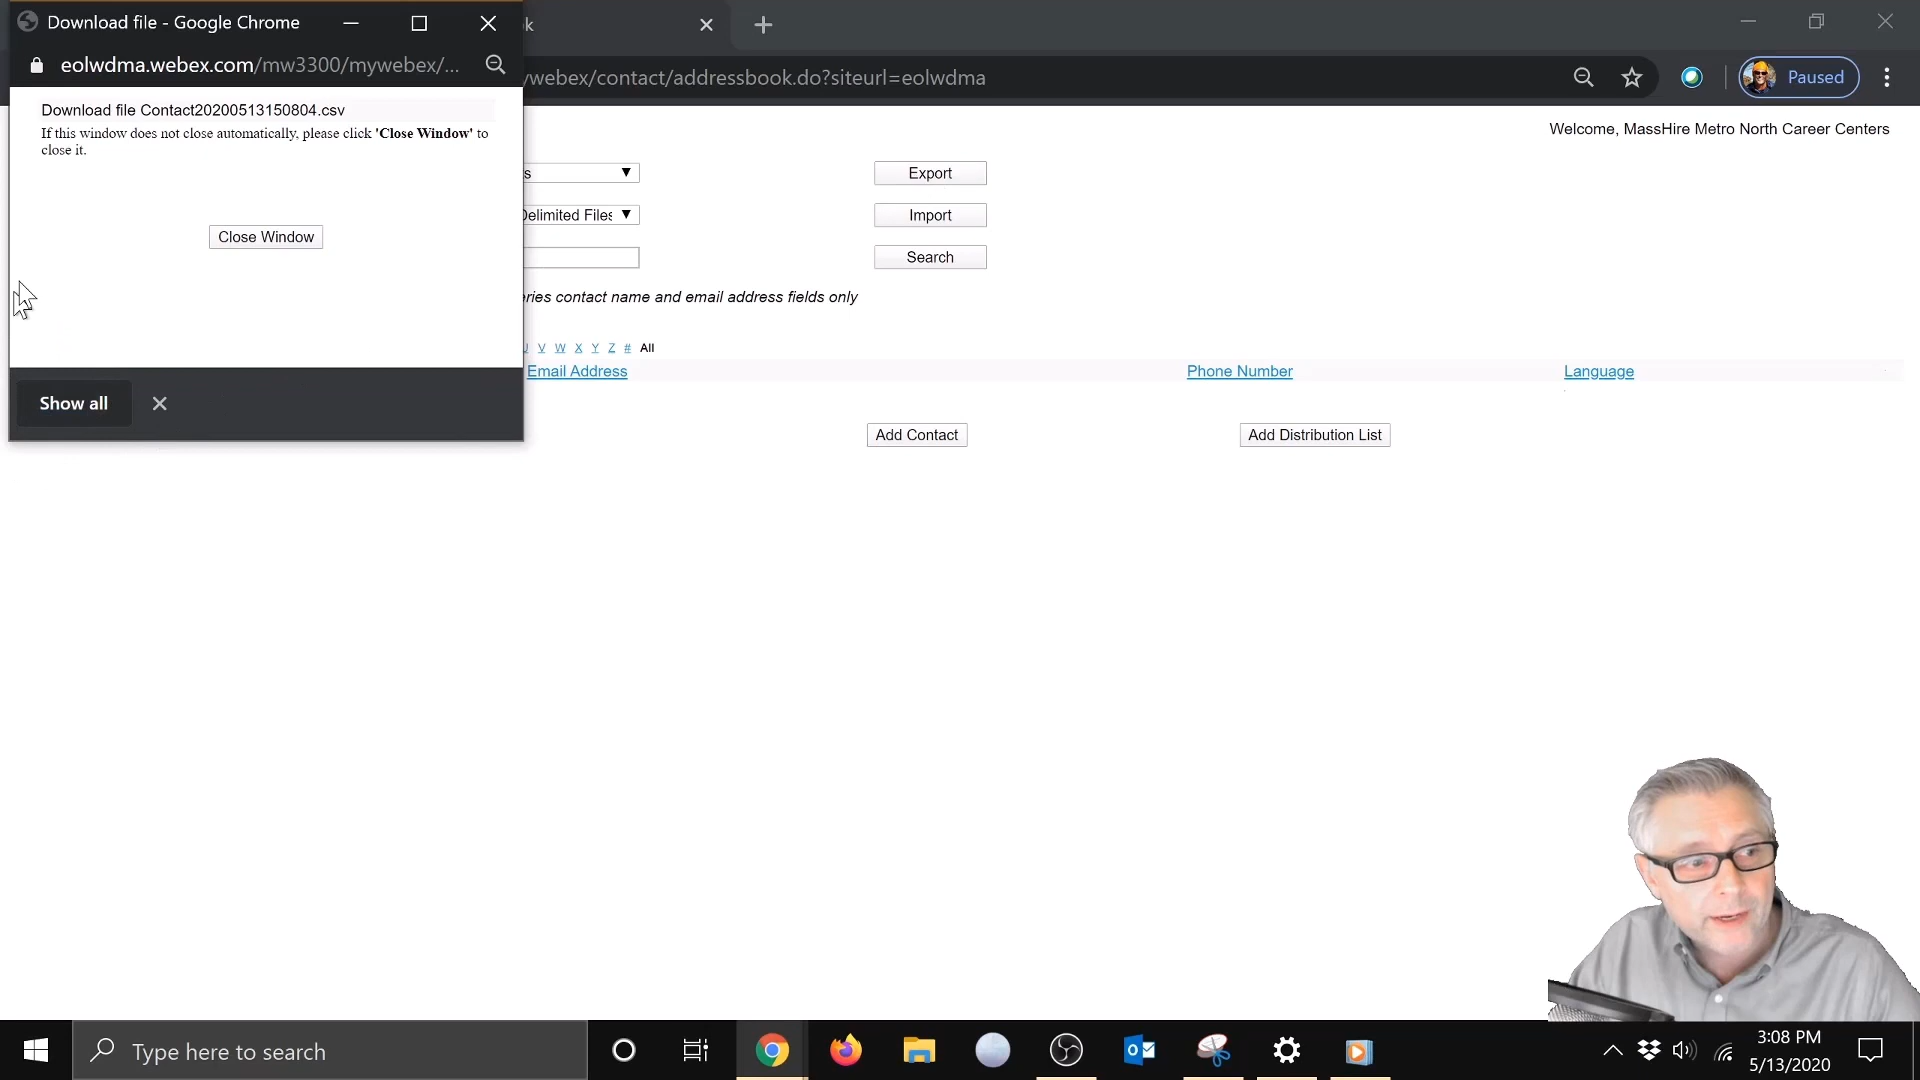 Download file - Google Chrome
k
eolwdma.webex.com/mw3300/mywebex/...
ywebex/contact/addressbook.do?siteurl=eolwdma
Paused
Download file Contact20200513150804.csv
If this window does not close automatically, please click 'Close Window' to
close it.
Close Window
Show all
Welcome, MassHire Metro North Career Centers
s
Export
Delimited Files
Import
Search
ries contact name and email address fields only
V W X Y Z # All
Email Address
Phone Number
Language
Add Contact
Add Distribution List
Type here to search
3:08 PM
5/13/2020